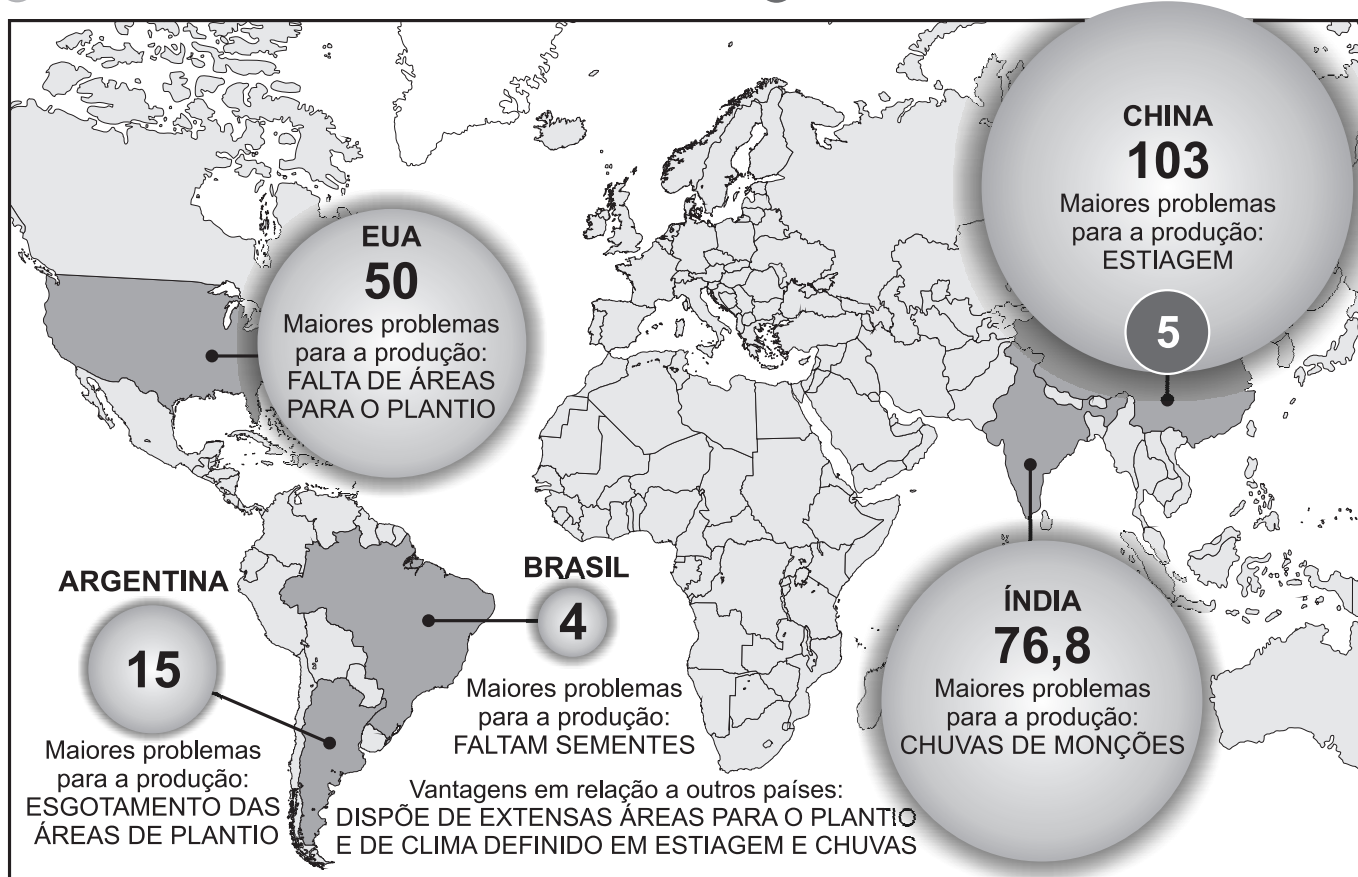 CHINA
103
Maiores problemas
para a produção:
ESTIAGEM
5
EUA
50
Maiores problemas
para a produção:
FALTA DE ÁREAS
PARA O PLANTIO
ARGENTINA
15
Maiores problemas
para a produção:
ESGOTAMENTO DAS
ÁREAS DE PLANTIO
BRASIL
4
Maiores problemas
para a produção:
FALTAM SEMENTES
Vantagens em relação a outros países:
DISPÕE DE EXTENSAS ÁREAS PARA O PLANTIO
E DE CLIMA DEFINIDO EM ESTIAGEM E CHUVAS
ÍNDIA
76,8
Maiores problemas
para a produção:
CHUVAS DE MONÇÕES